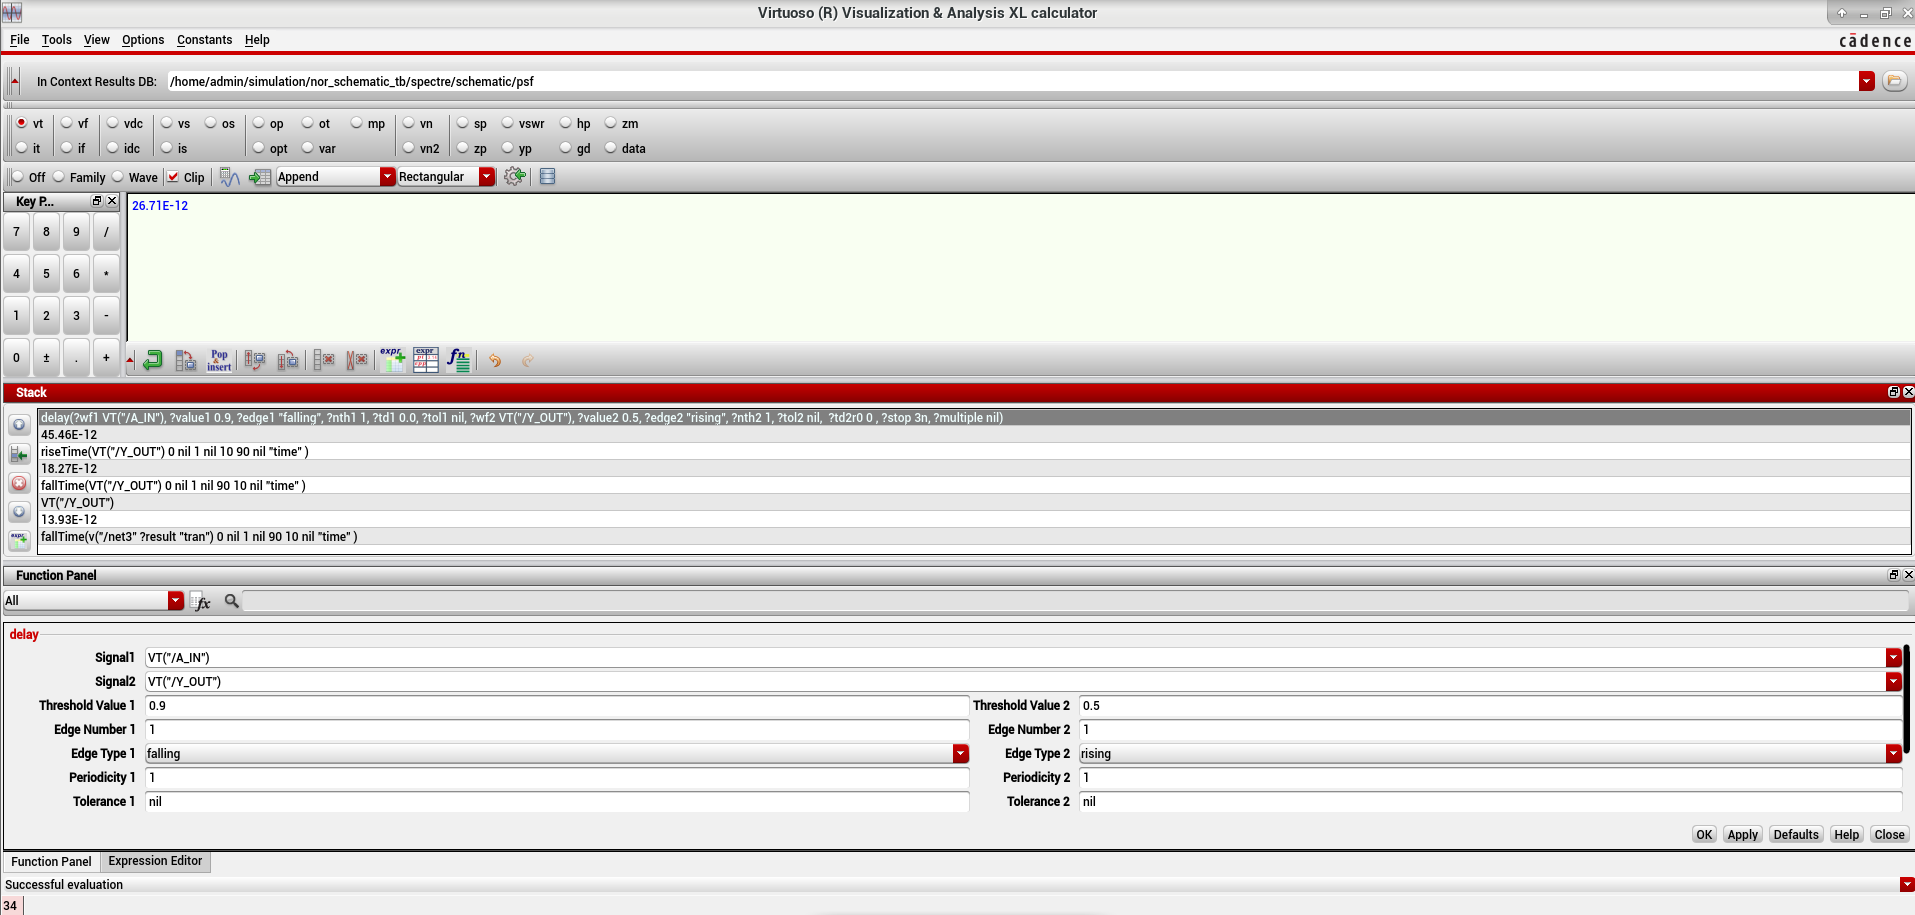 Virtuoso (R) Visualization & Analysis XL calculator
File Tools View Options Constants Help
cādence
In Context Results DB: /home/admin/simulation/nor_schematic_tb/spectre/schematic/psf
vt vf vdc vs os op ot mp vn sp vswr hp zm
it if idc is opt var vn2 zp yp gd data
Off Family Wave Clip Append Rectangular
Key P...
26.71E-12
7 8 9 /
4 5 6 *
1 2 3 -
0 ± . +
Pop & insert expr expr fn
Stack
delay(?wf1 VT("/A_IN"), ?value1 0.9, ?edge1 "falling", ?nth1 1, ?td1 0.0, ?tol1 nil, ?wf2 VT("/Y_OUT"), ?value2 0.5, ?edge2 "rising", ?nth2 1, ?tol2 nil,  ?td2r0 0 , ?stop 3n, ?multiple nil)
45.46E-12
riseTime(VT("/Y_OUT") 0 nil 1 nil 10 90 nil "time" )
18.27E-12
fallTime(VT("/Y_OUT") 0 nil 1 nil 90 10 nil "time" )
VT("/Y_OUT")
13.93E-12
expr
fallTime(v("/net3" ?result "tran") 0 nil 1 nil 90 10 nil "time" )
Function Panel
All fx
delay
Signal1 VT("/A_IN")
Signal2 VT("/Y_OUT")
Threshold Value 1 0.9 Threshold Value 2 0.5
Edge Number 1 1 Edge Number 2 1
Edge Type 1 falling Edge Type 2 rising
Periodicity 1 1 Periodicity 2 1
Tolerance 1 nil Tolerance 2 nil
OK Apply Defaults Help Close
Function Panel Expression Editor
Successful evaluation
34